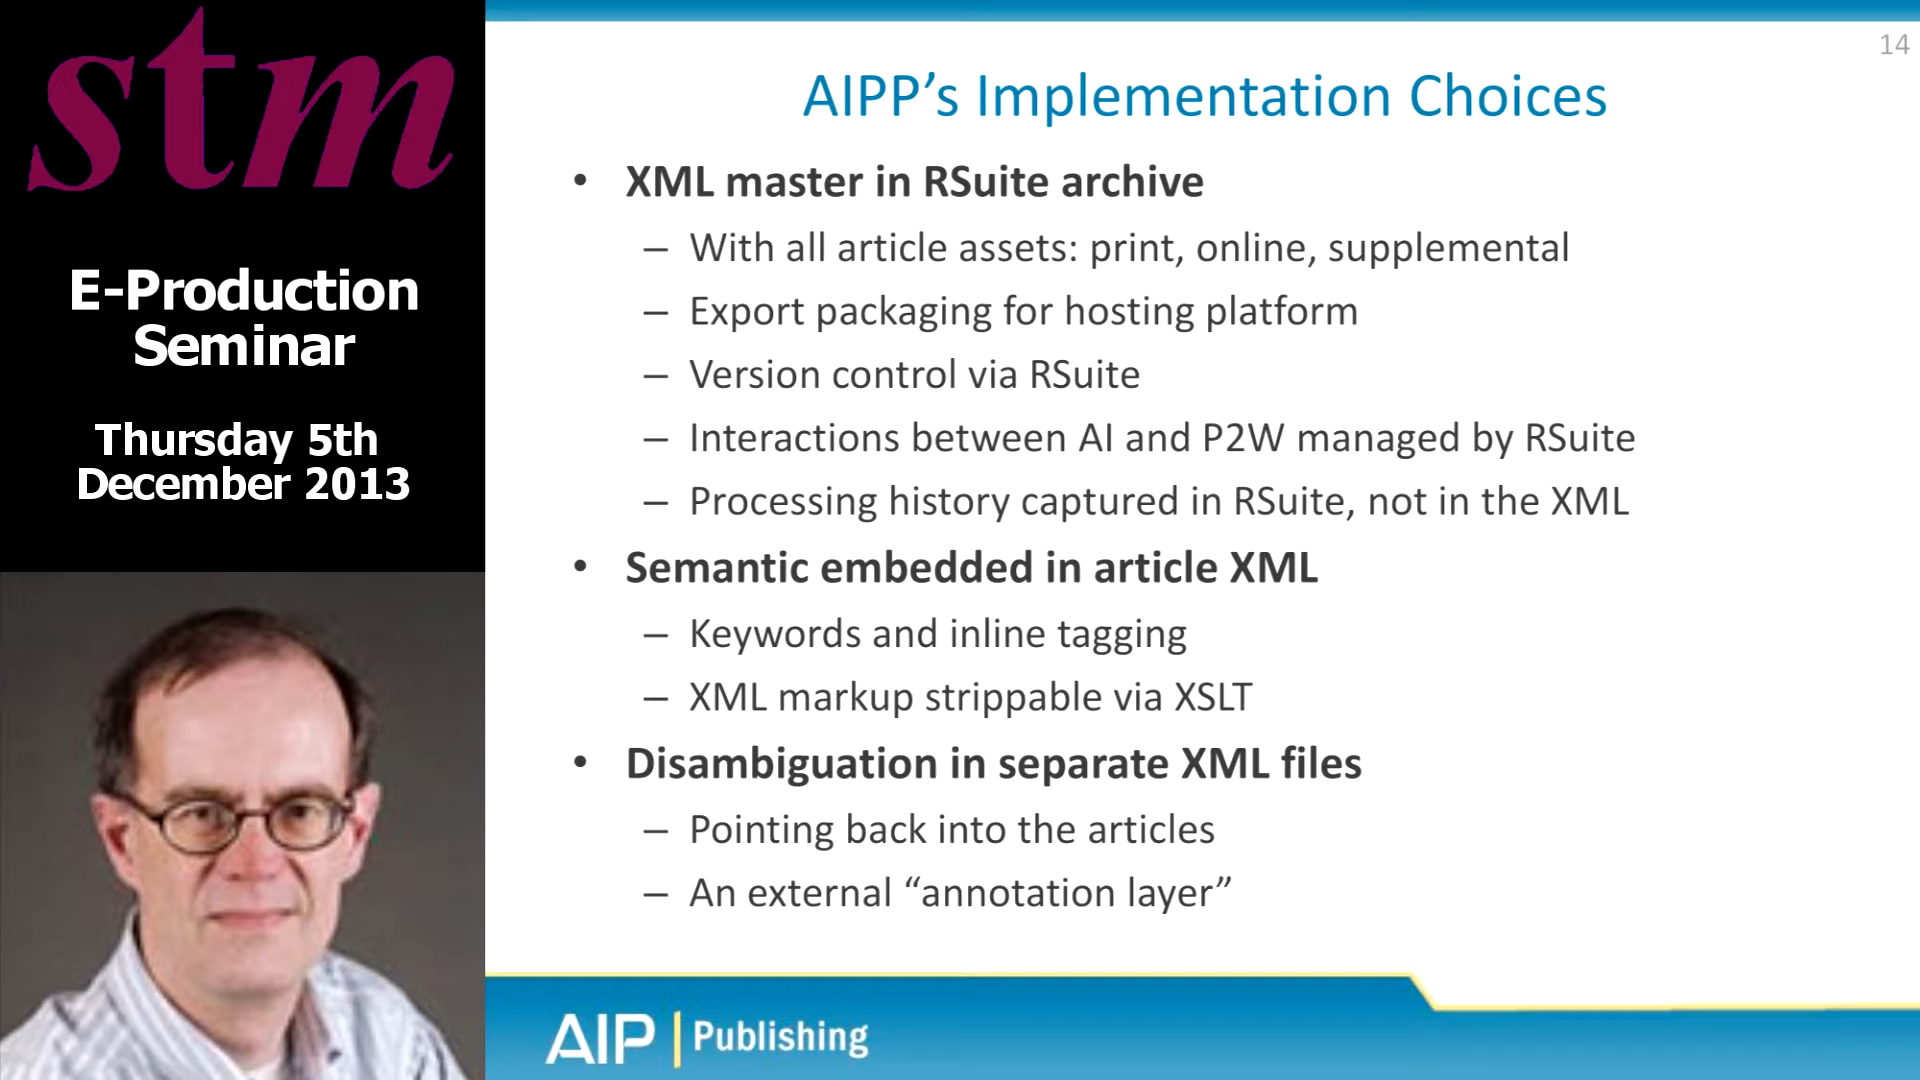 stm
E-Production
Seminar
Thursday 5th
December 2013
14
AIPP’s Implementation Choices
• XML master in RSuite archive
– With all article assets: print, online, supplemental
– Export packaging for hosting platform
– Version control via RSuite
– Interactions between AI and P2W managed by RSuite
– Processing history captured in RSuite, not in the XML
• Semantic embedded in article XML
– Keywords and inline tagging
– XML markup strippable via XSLT
• Disambiguation in separate XML files
– Pointing back into the articles
– An external “annotation layer”
AIP | Publishing